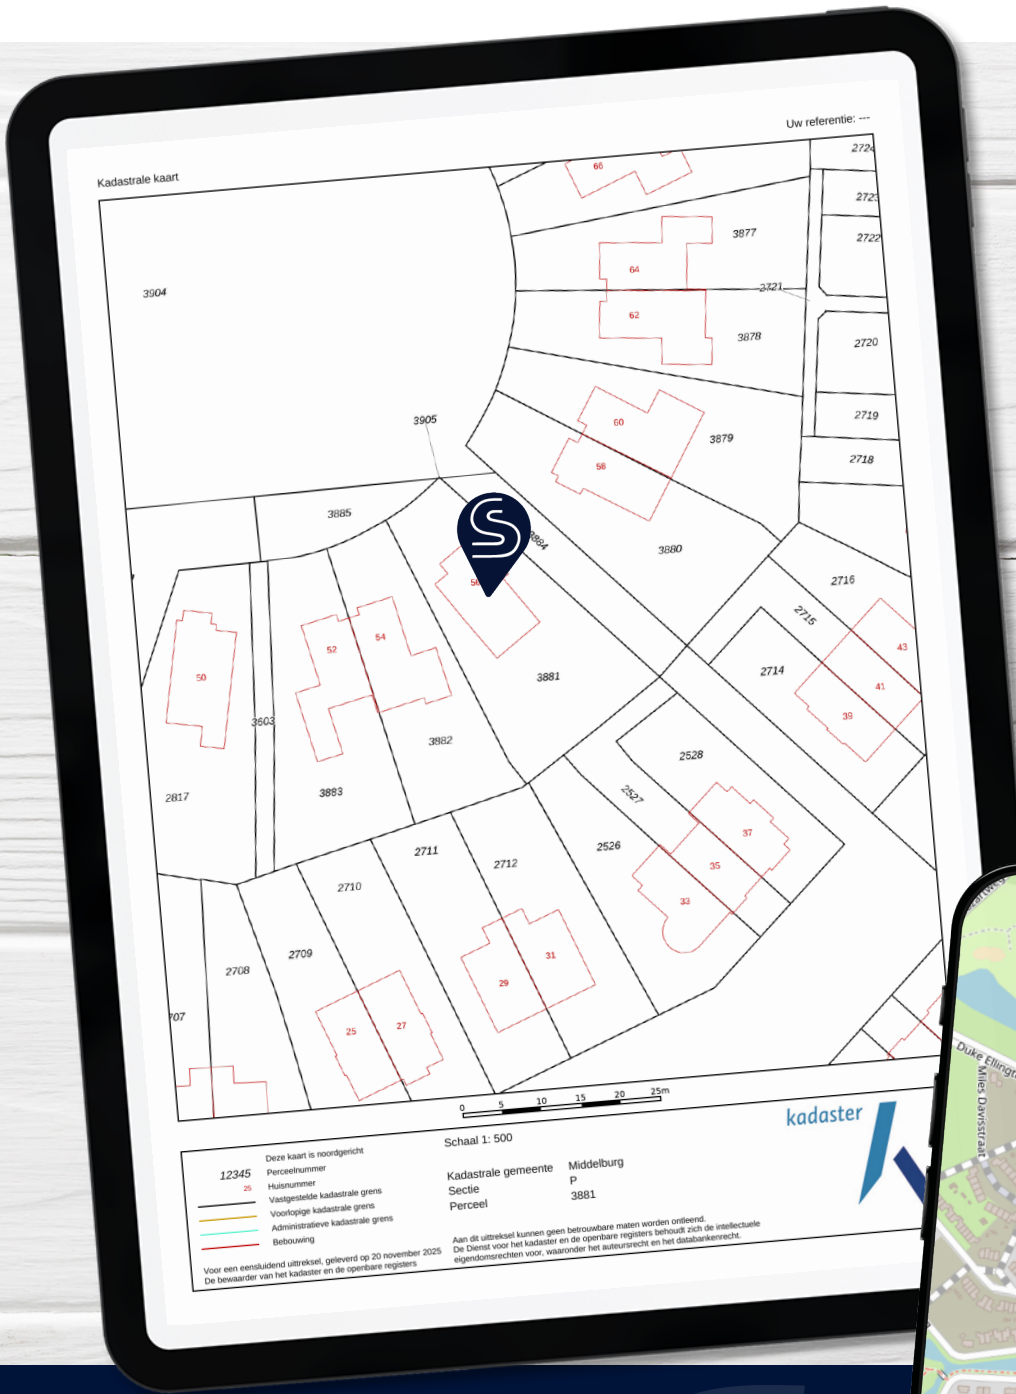 Uw referentie: ---
Kadastrale kaart
66
2723
2722
3877
64
3904
2721
62
3878
2720
60
3905
3879
2719
58
2718
3885
3880
2716
2715
43
52
54
2714
41
50
3881
39
3603
3882
2528
2817
3883
2527
37
2711
2526
2712
35
2710
33
2709
31
2708
29
25
27
0 5 10 15 20 25m
Schaal 1: 500
kadaster
Deze kaart is noordgericht
12345 Perceelnummer
25 Huisnummer
Vastgestelde kadastrale grens
Voorlopige kadastrale grens
Administratieve kadastrale grens
Bebouwing
Kadastrale gemeente Middelburg
Sectie P
Perceel 3881
Voor een eensluidend uittreksel, geleverd op 20 november 2025
De bewaarder van het kadaster en de openbare registers
Aan dit uittreksel kunnen geen betrouwbare maten worden ontleend.
De Dienst voor het kadaster en de openbare registers behoudt zich de intellectuele
eigendomsrechten voor, waaronder het auteursrecht en het databankenrecht.
Duke Ellingt
Miles Davisstraat